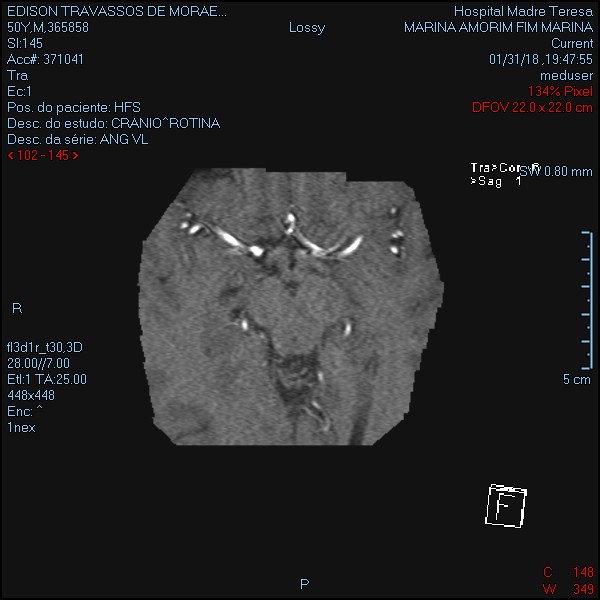 EDISON TRAVASSOS DE MORAE...
50Y,M,365858
SI:145
Acc#: 371041
Tra
Ec:1
Pos. do paciente: HFS
Desc. do estudo: CRANIO^ROTINA
Desc. da série: ANG VL
< 102 - 145 >
Lossy
Hospital Madre Teresa
MARINA AMORIM FIM MARINA
Current
01/31/18 ,19:47:55
meduser
134% Pixel
DFOV 22.0 x 22.0 cm
Tra>Cor
SW 0.80 mm
>Sag 1
R
fl3d1r_t30,3D
28.00//7.00
Etl:1 TA:25.00
448x448
Enc: ^
1nex
5 cm
F
P
C 148
W 349